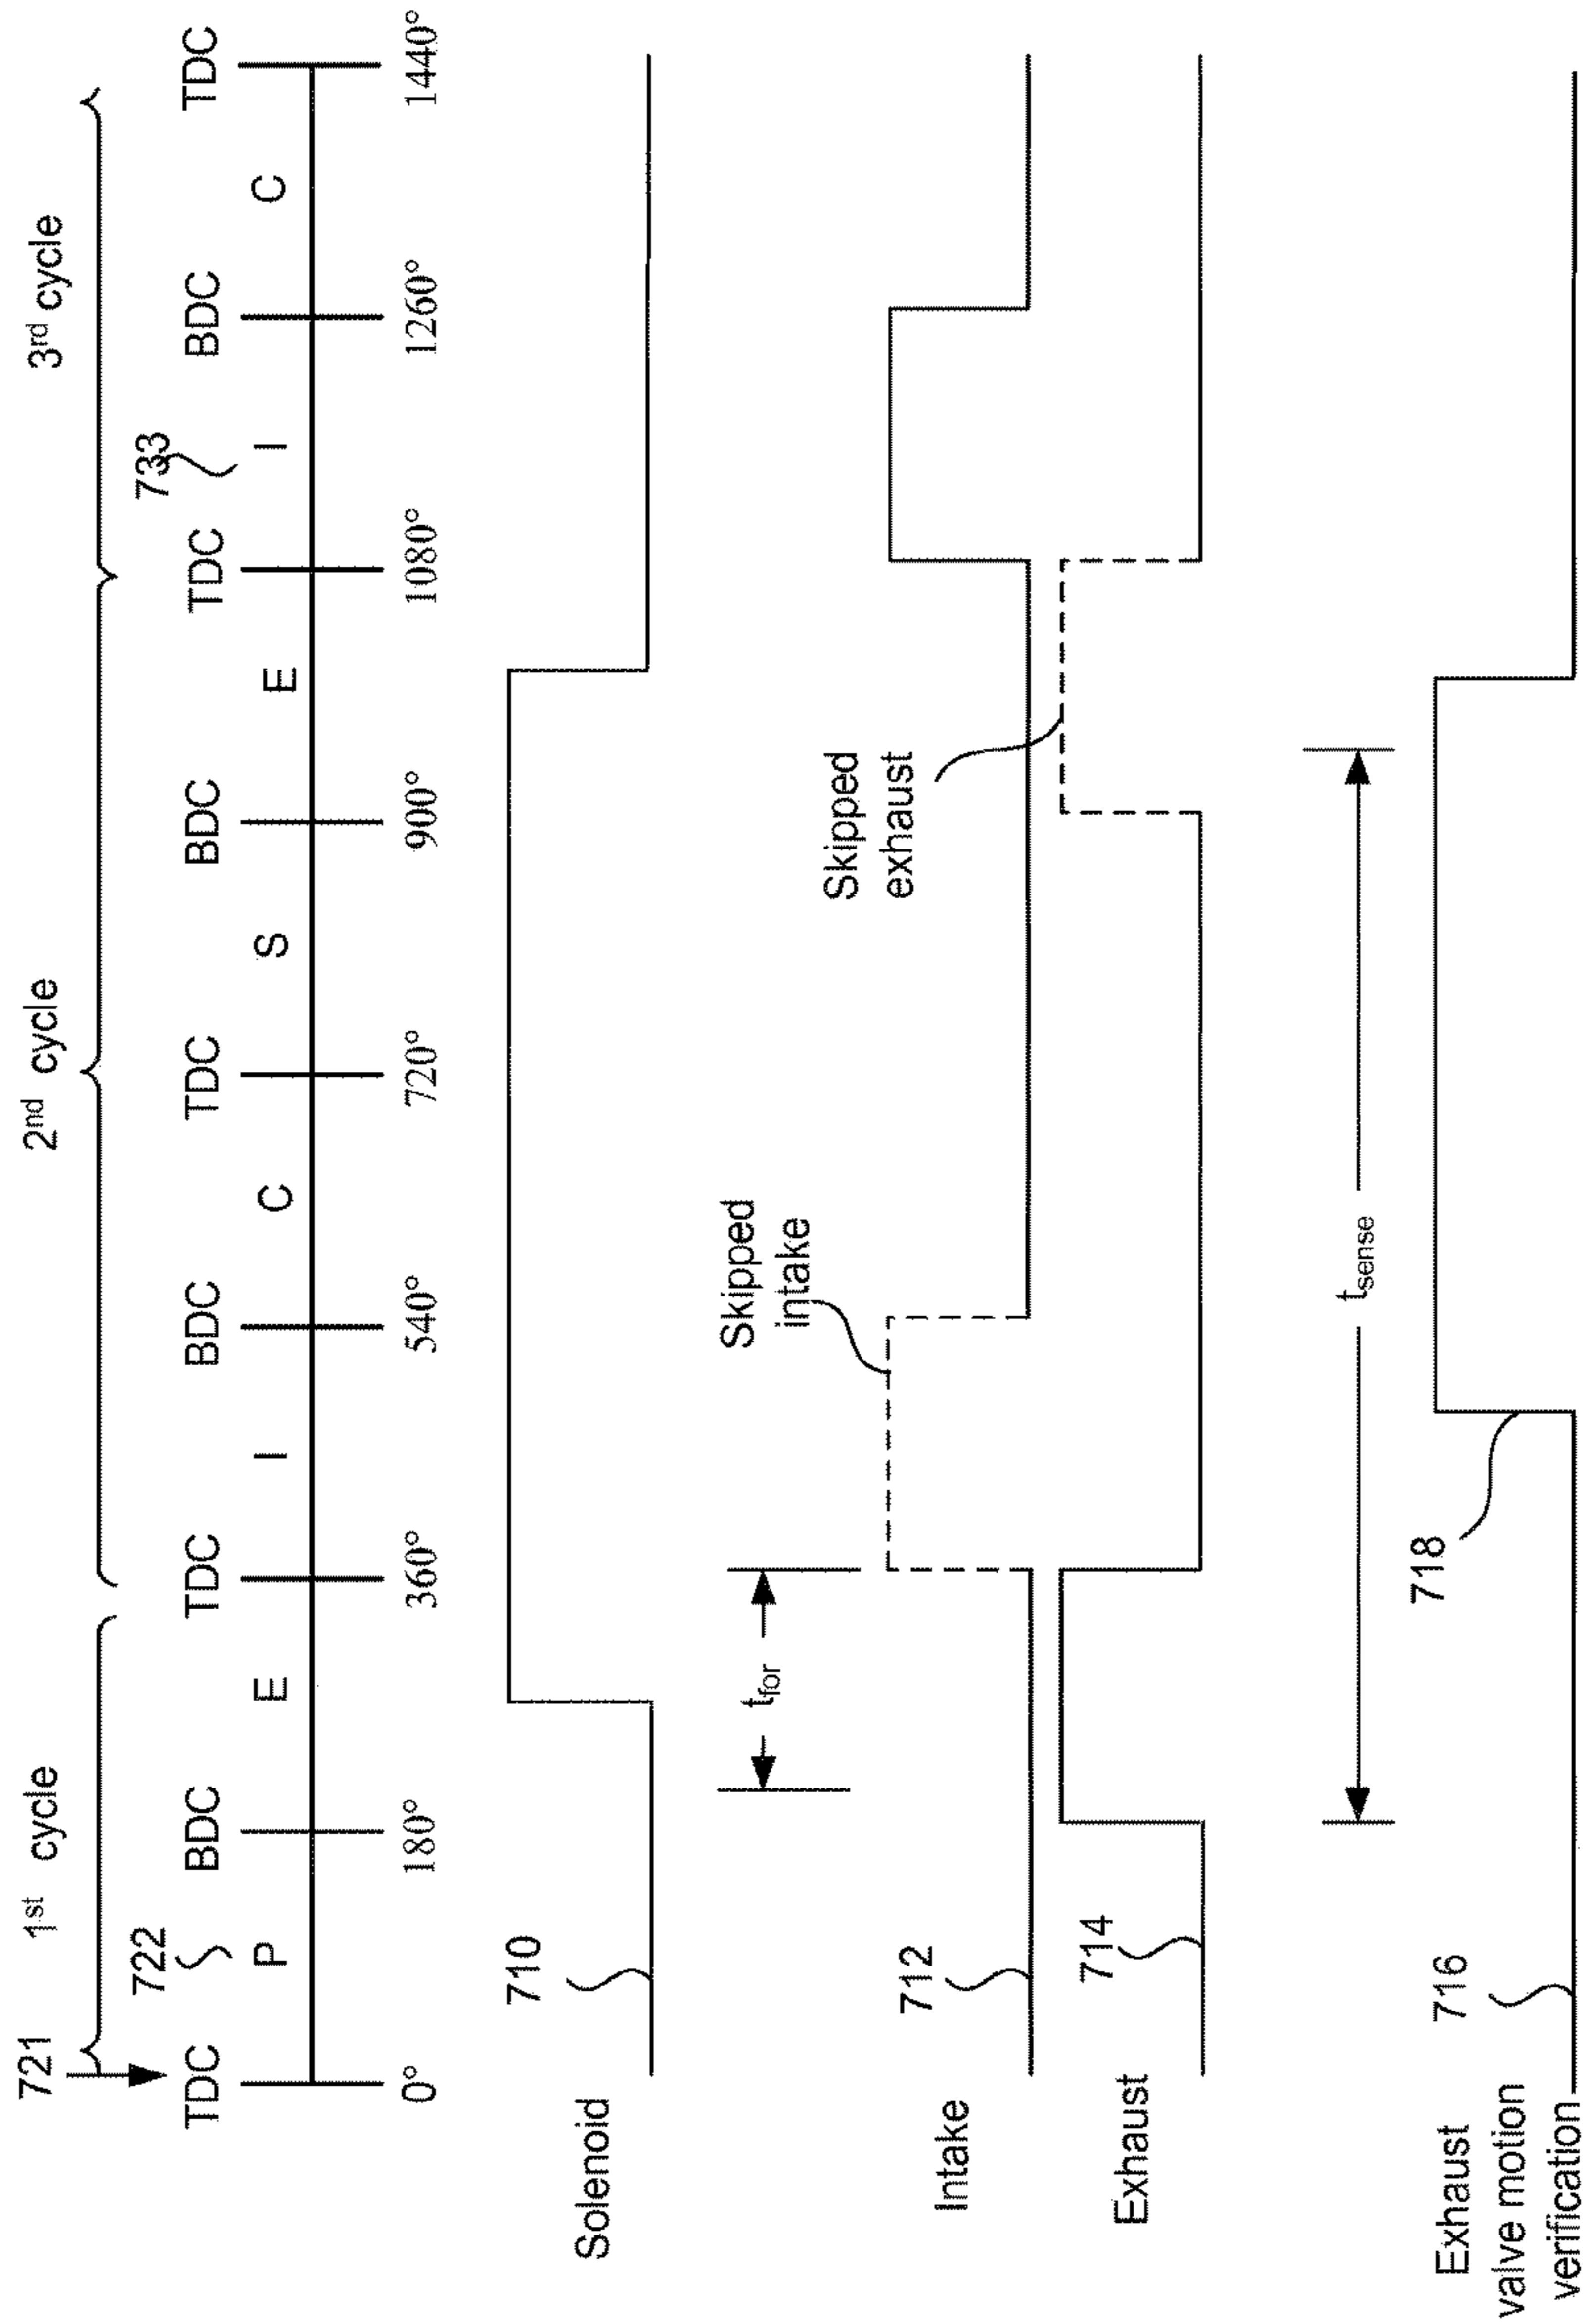 721
1st cycle
2nd cycle
3rd cycle
722
733
TDC
BDC
TDC
BDC
TDC
BDC
TDC
BDC
TDC
P
E
I
C
S
E
I
C
0°
180°
360°
540°
720°
900°
1080°
1260°
1440°
Solenoid
710
tfor
Skipped
intake
Skipped
exhaust
Intake
712
Exhaust
714
tsense
Exhaust
valve motion
verification
716
718